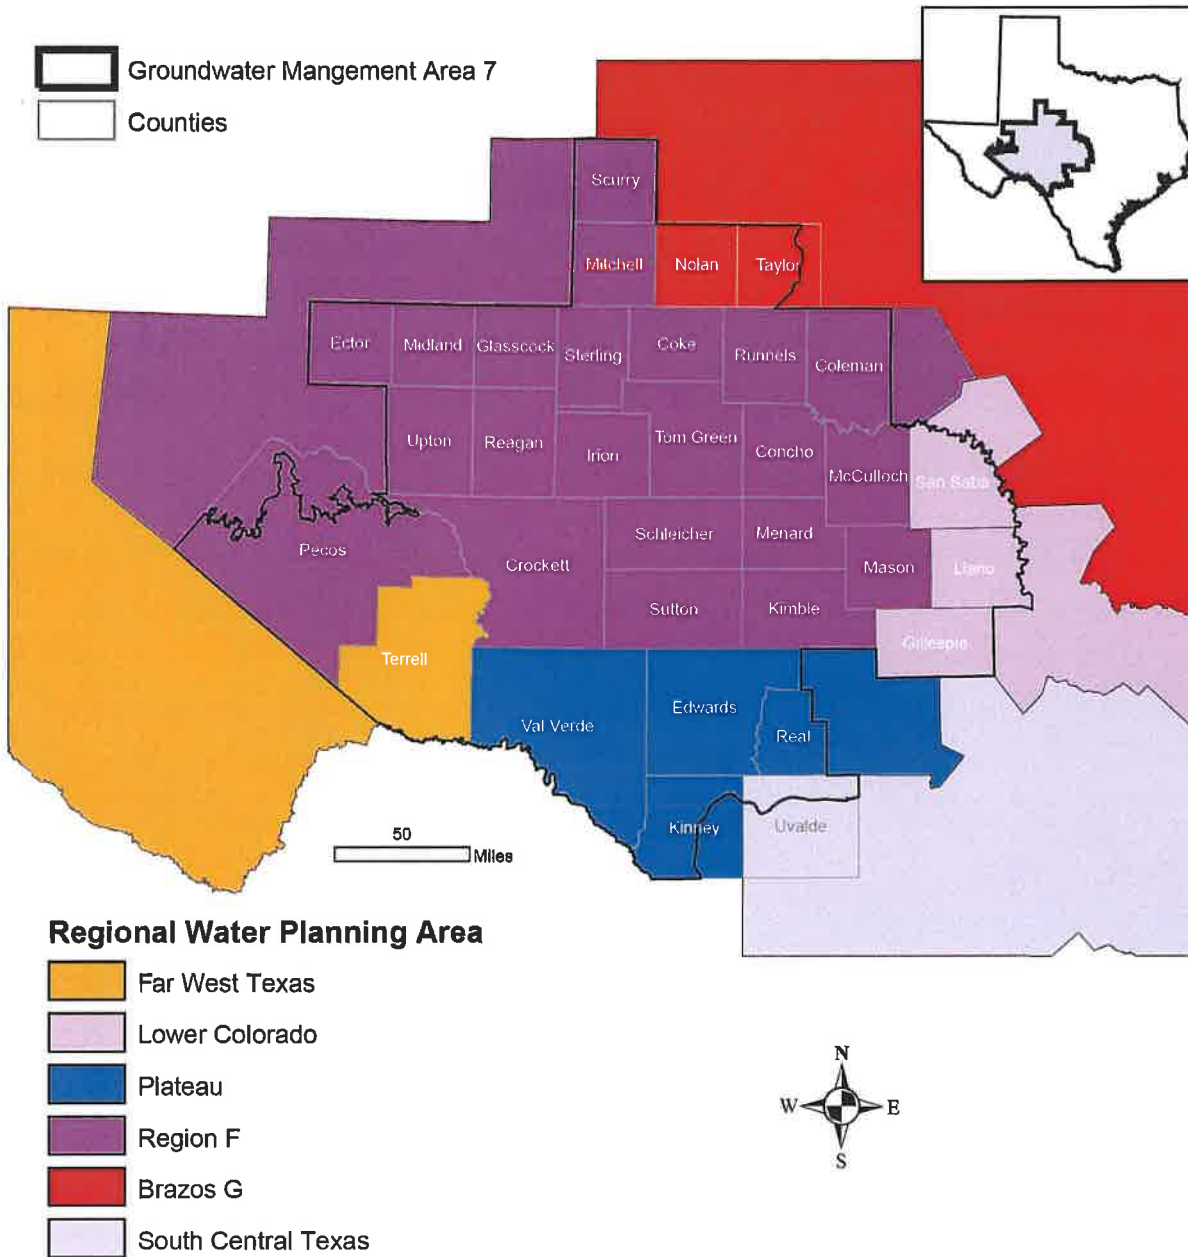 Groundwater Mangement Area 7
Counties
Scurry
Mitchell
Nolan
Taylor
Ector
Midland
Glasscock
Sterling
Coke
Runnels
Coleman
Upton
Reagan
Irion
Tom Green
Concho
McCulloch
San Saba
Pecos
Crockett
Schleicher
Menard
Mason
Llano
Sutton
Kimble
Gillespie
Terrell
Val Verde
Edwards
Real
Kinney
Uvalde
50
Miles
Regional Water Planning Area
Far West Texas
Lower Colorado
Plateau
Region F
Brazos G
South Central Texas
N
W
E
S